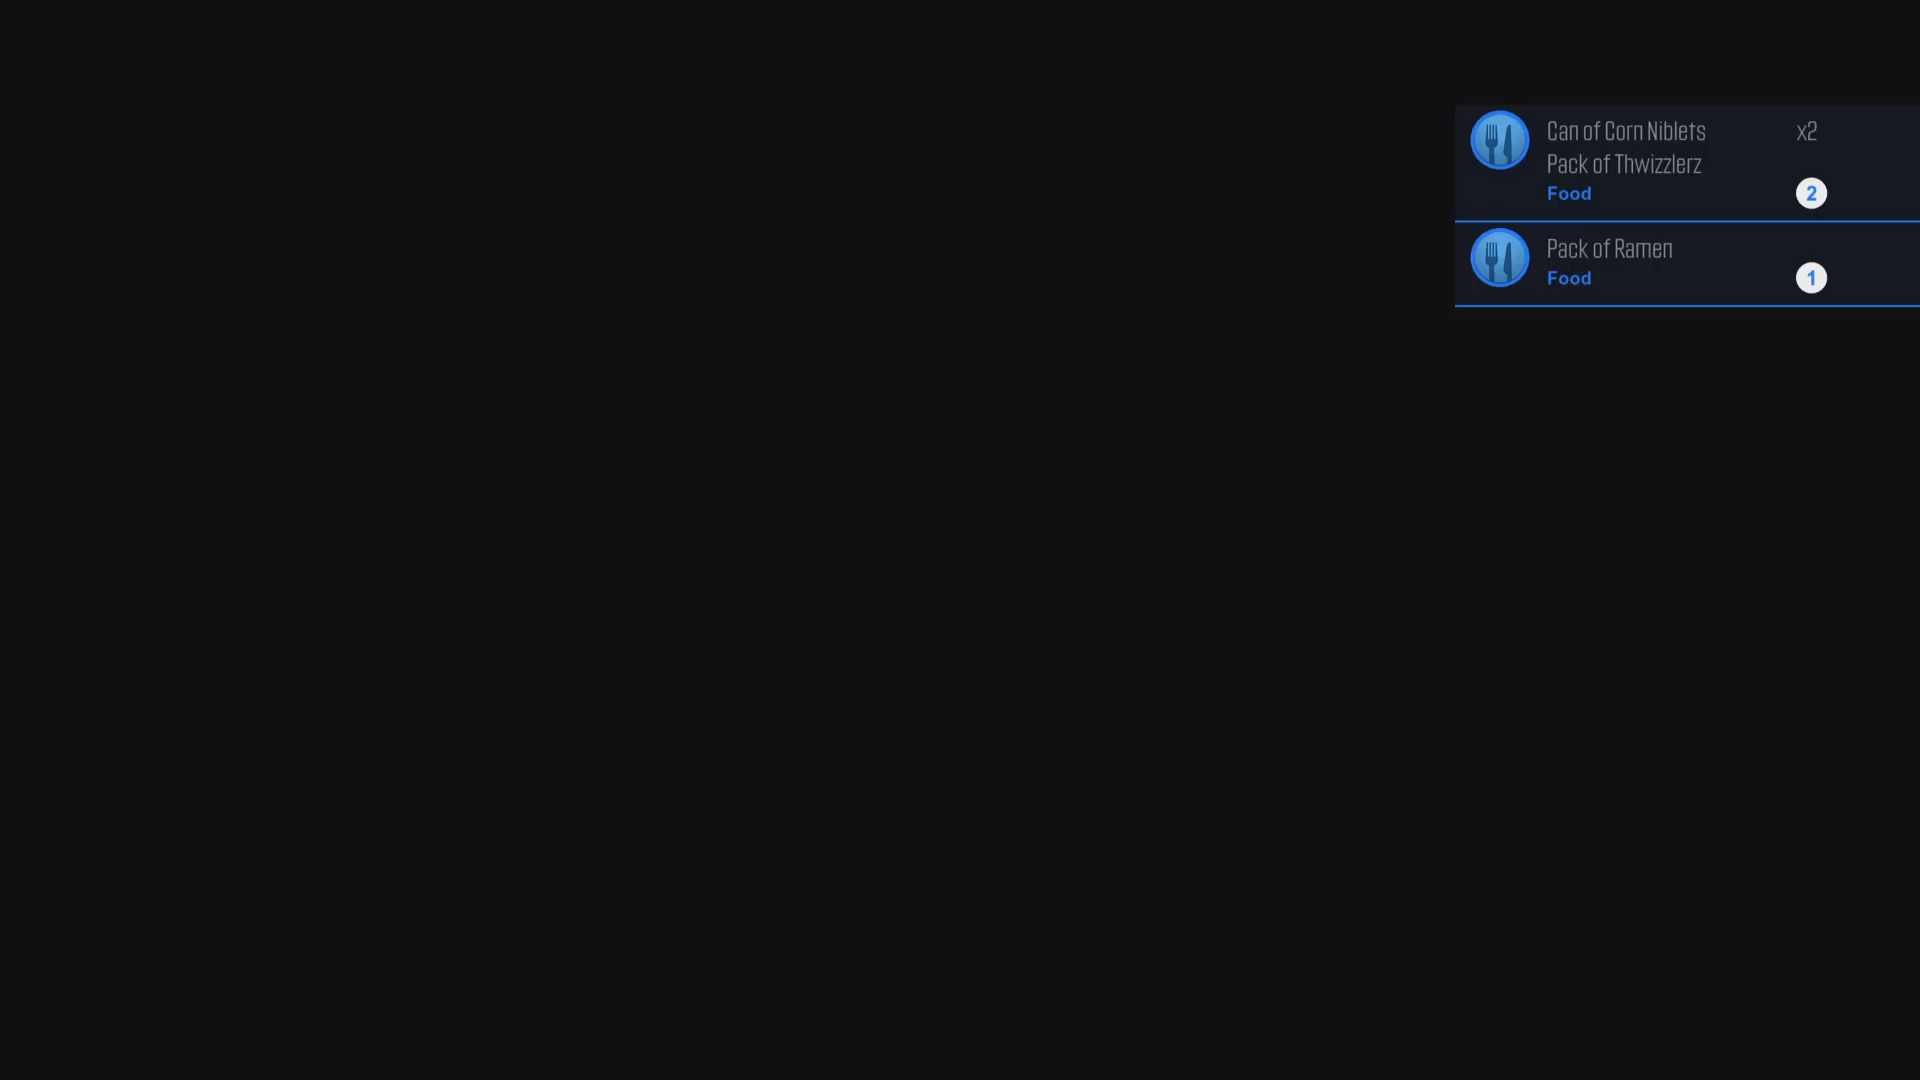 Can of Corn Niblets x2
Pack of Thwizzlerz
Food 2
Pack of Ramen
Food 1